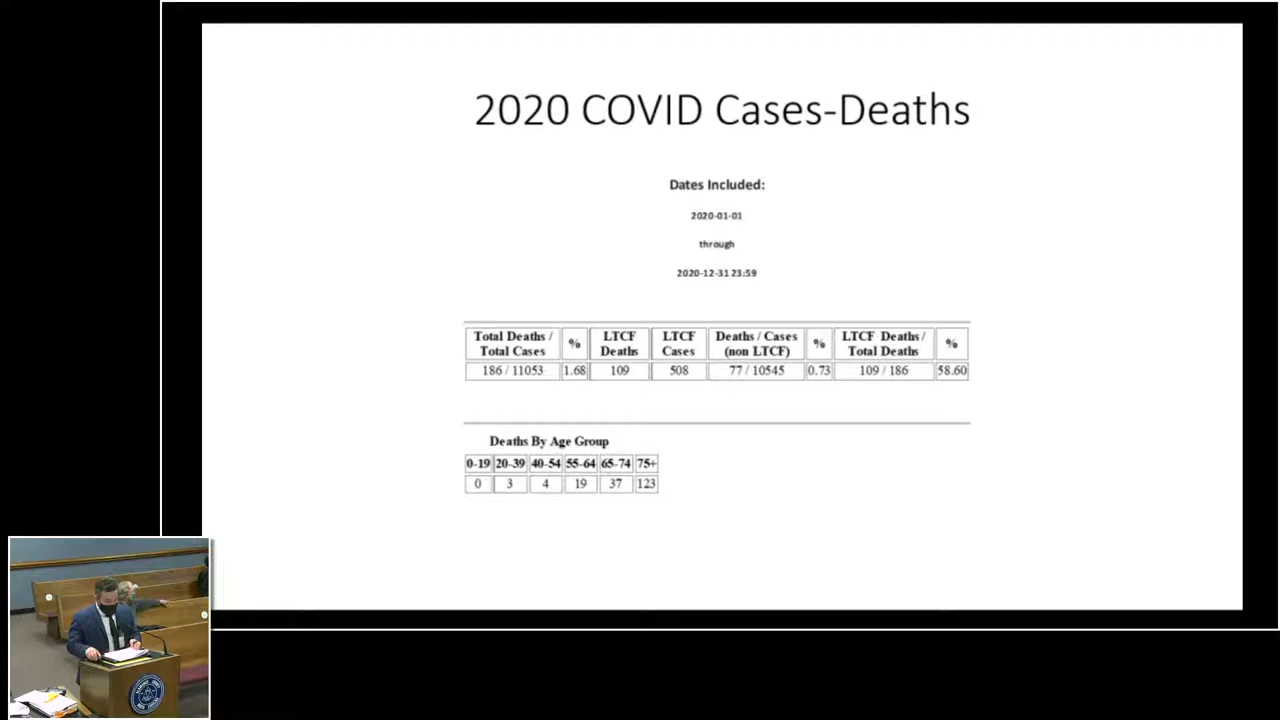 2020 COVID Cases-Deaths
Dates Included:
2020-01-01
through
2020-12-31 23:59
Total Deaths / Total Cases % LTCF Deaths LTCF Cases Deaths / Cases (non LTCF) % LTCF Deaths / Total Deaths %
186 / 11053 1.68 109 508 77 / 10545 0.73 109 / 186 58.60
Deaths By Age Group
0-19 20-39 40-54 55-64 65-74 75+
0 3 4 19 37 123